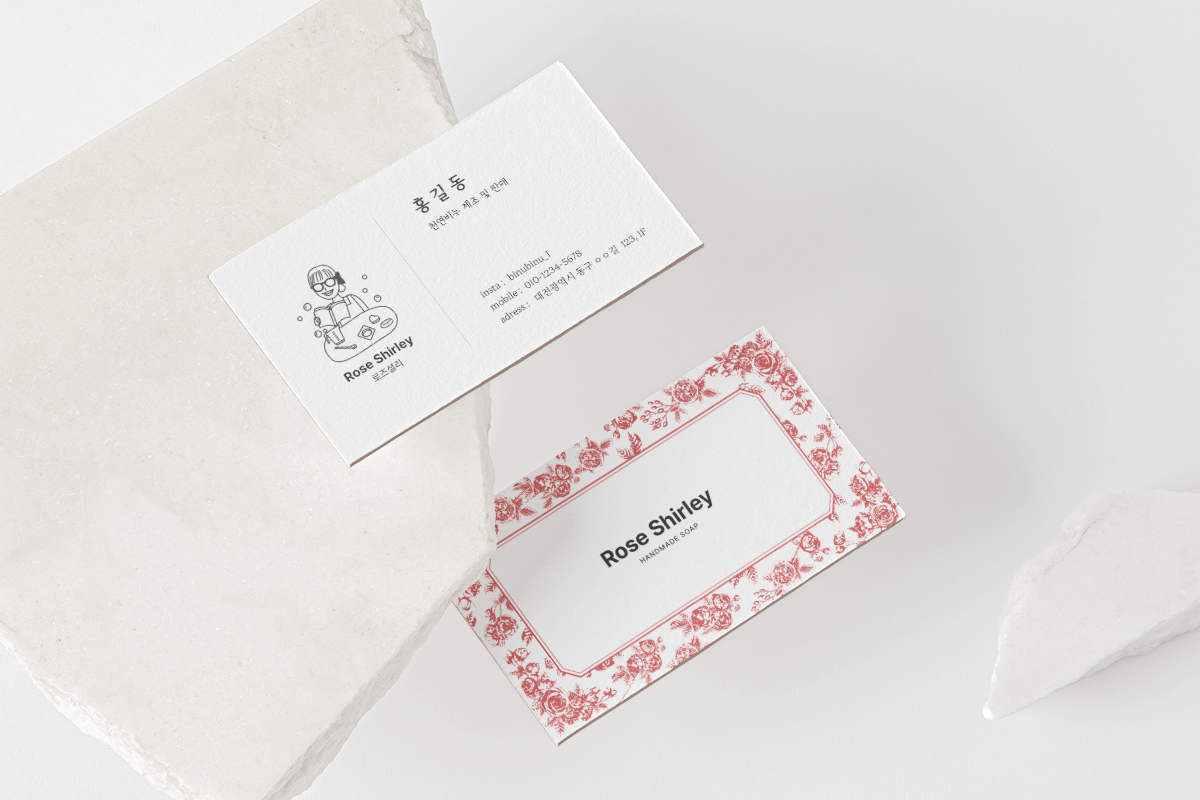 홍길동
천연비누 제조 및 판매
insta : binubinu_1
mobile : 010-1234-5678
adress : 대전광역시 동구 ㅇㅇ길 123, 1F
Rose Shirley
로즈셜리
Rose Shirley
HANDMADE SOAP